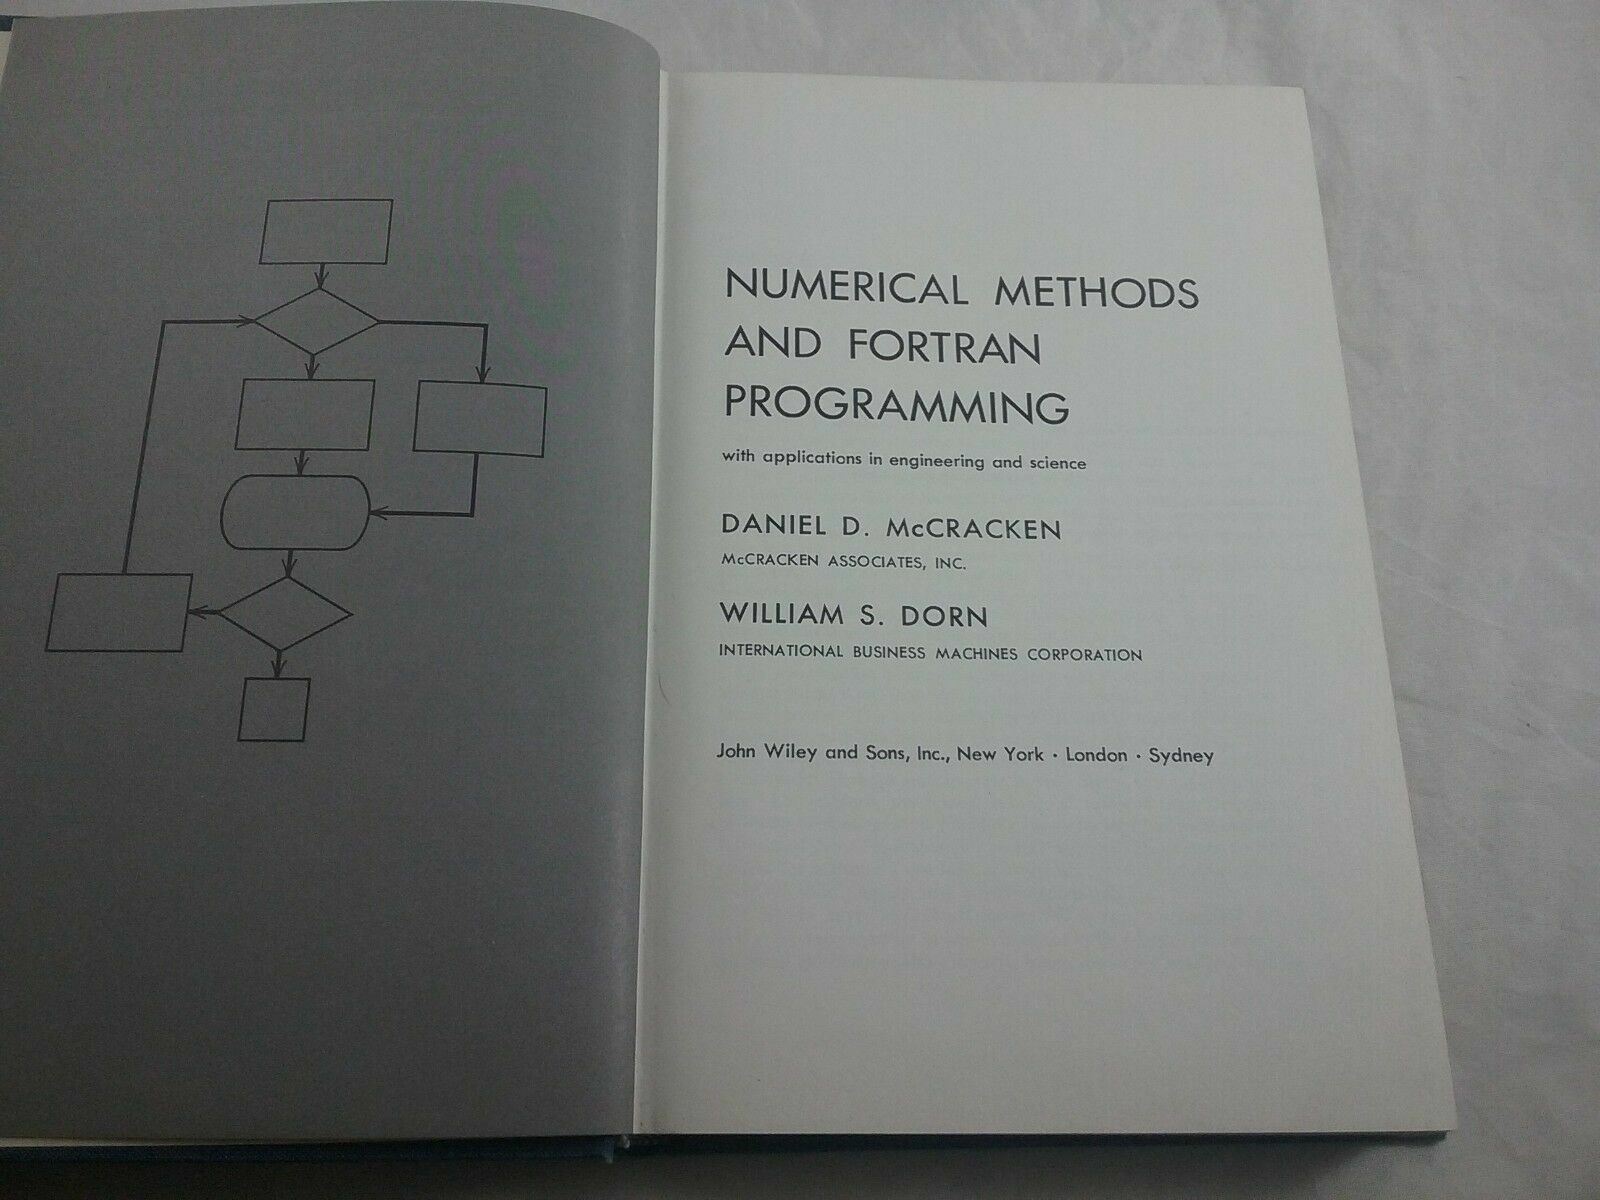 NUMERICAL METHODS
AND FORTRAN
PROGRAMMING
with applications in engineering and science
DANIEL D. McCRACKEN
McCRACKEN ASSOCIATES, INC.
WILLIAM S. DORN
INTERNATIONAL BUSINESS MACHINES CORPORATION
John Wiley and Sons, Inc., New York · London · Sydney